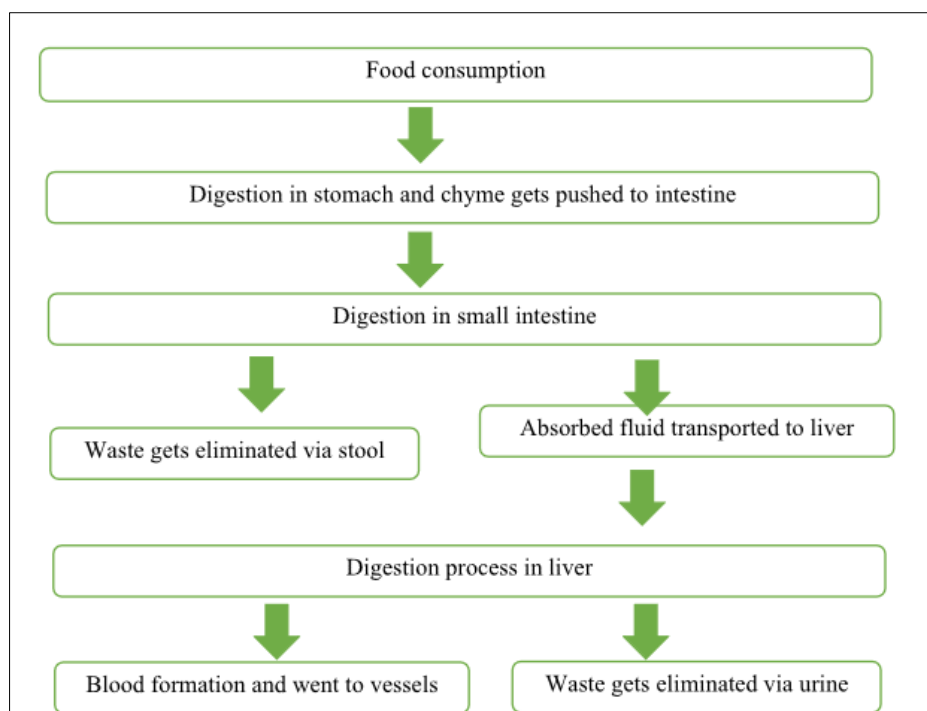 Food consumption
Digestion in stomach and chyme gets pushed to intestine
Digestion in small intestine
Waste gets eliminated via stool
Absorbed fluid transported to liver
Digestion process in liver
Blood formation and went to vessels
Waste gets eliminated via urine